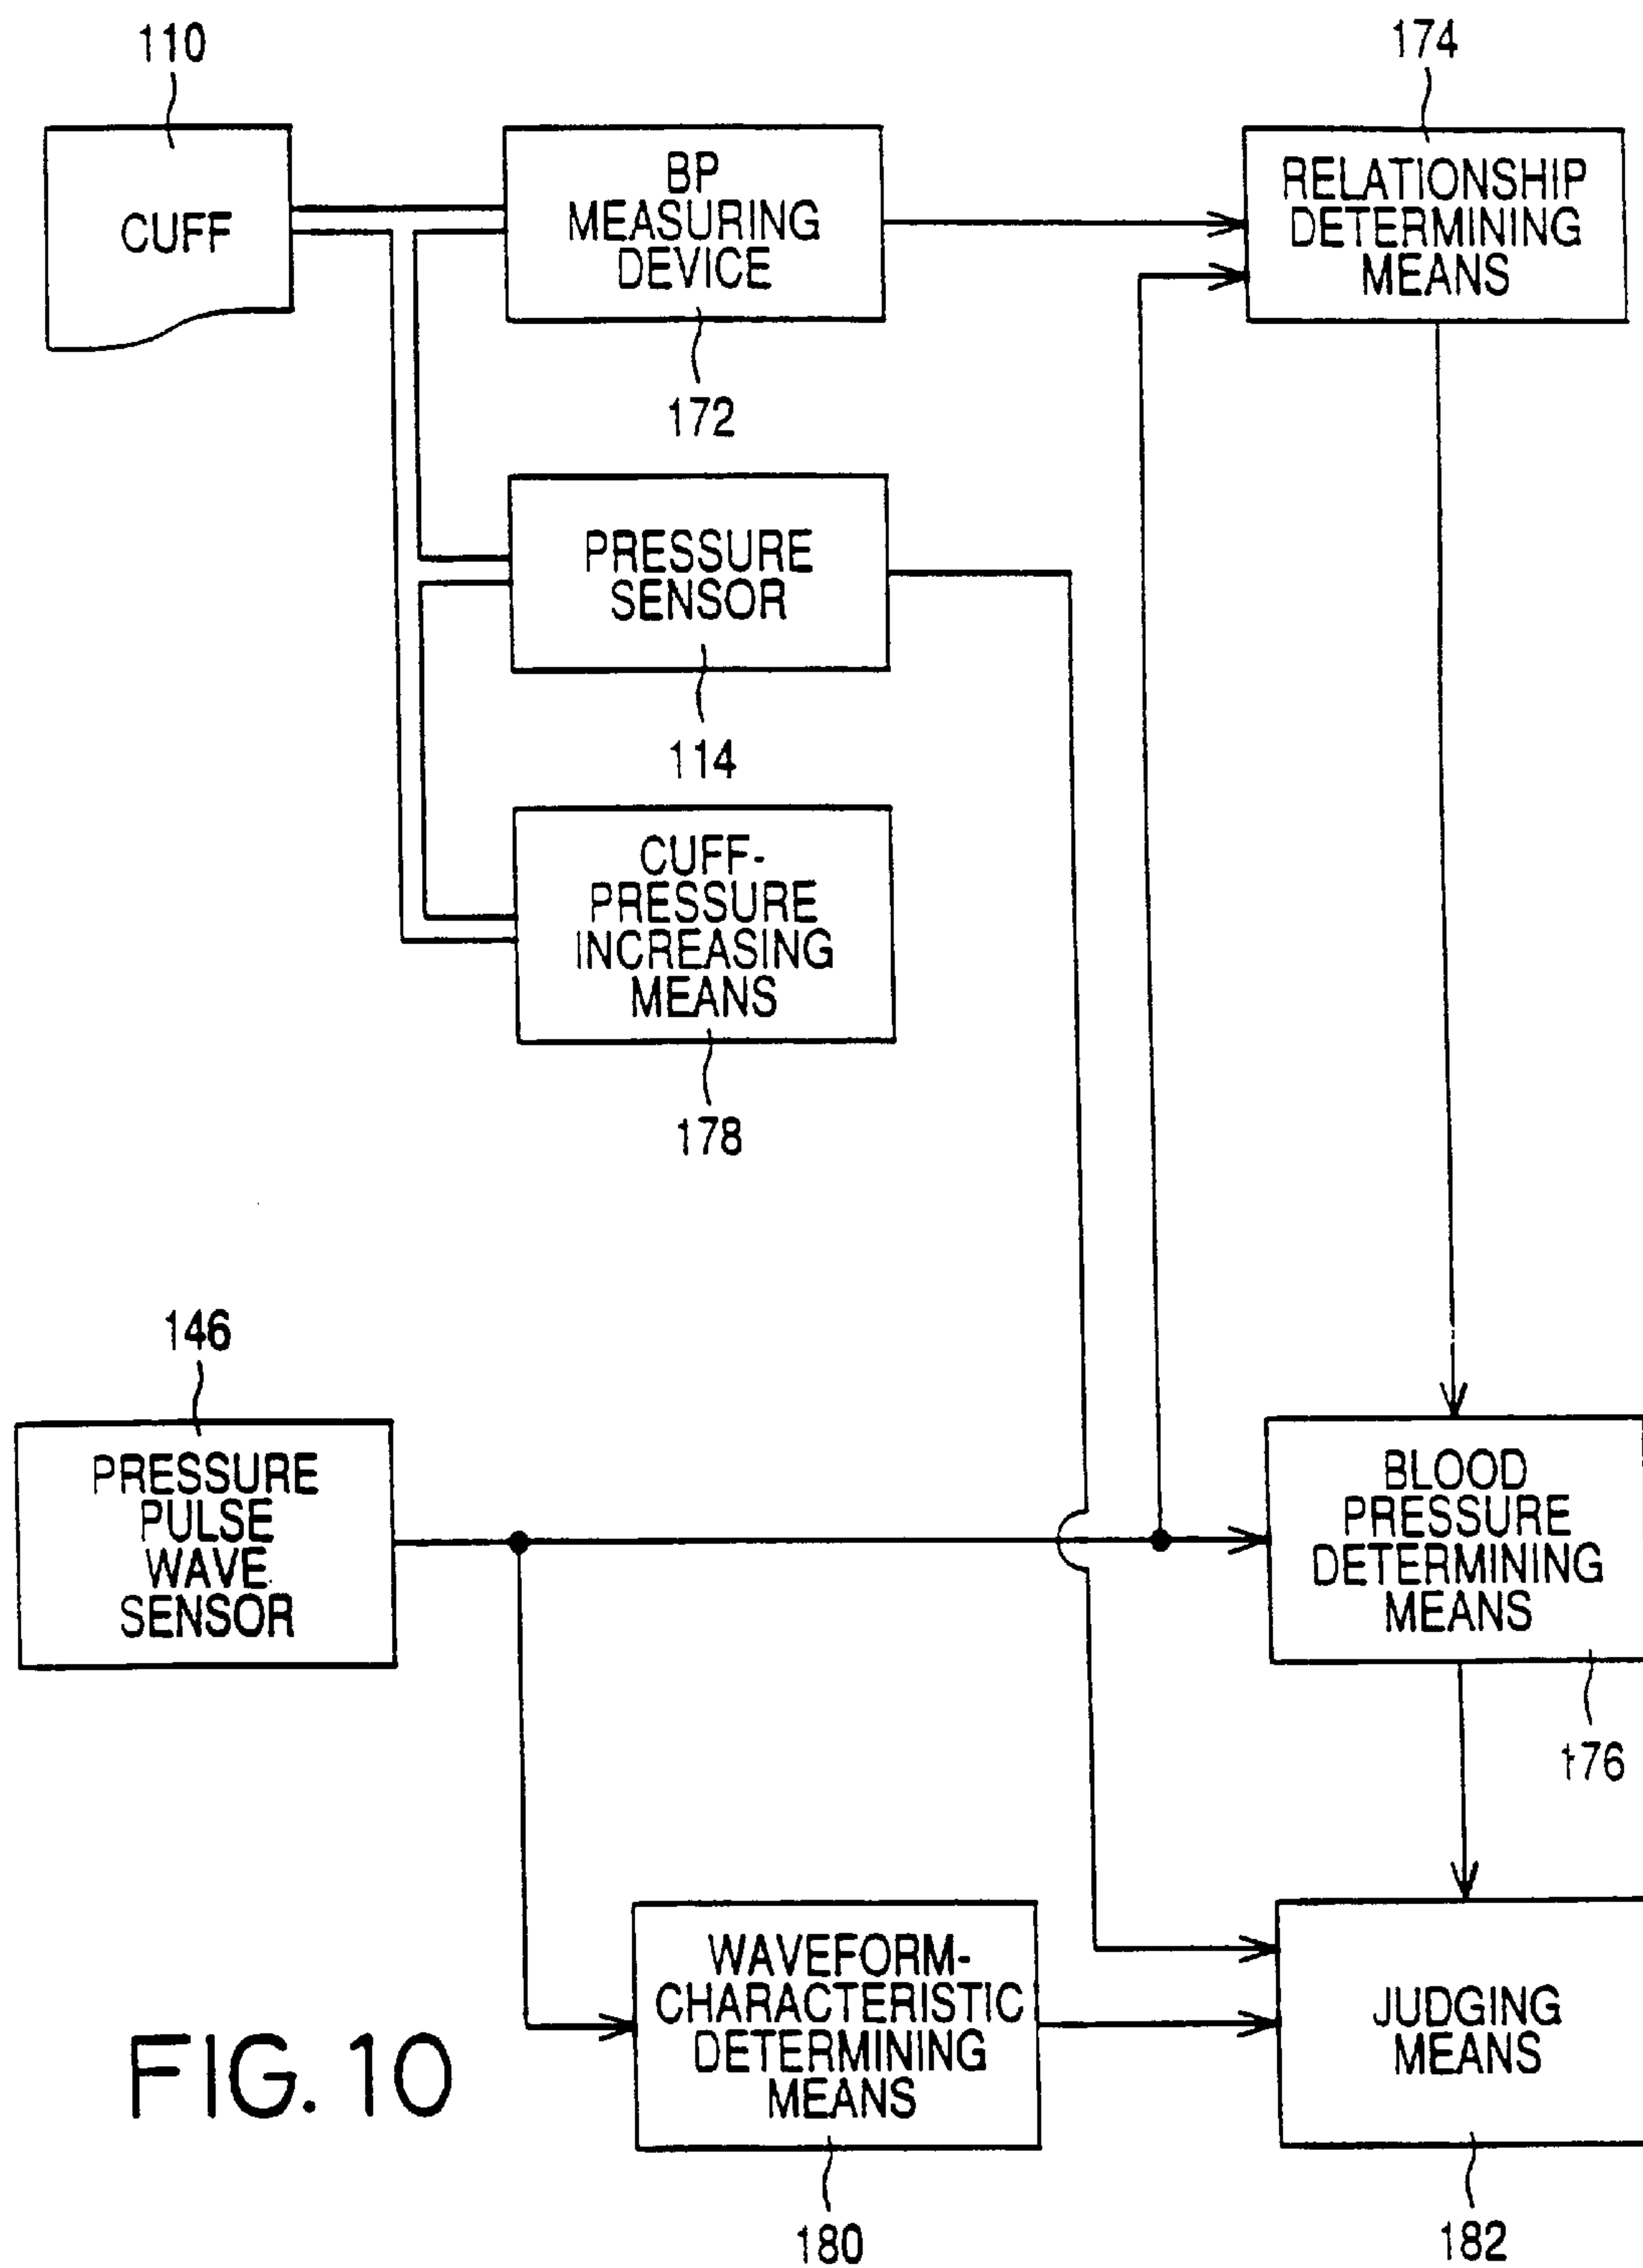 110
174
CUFF
BP
MEASURING
DEVICE
RELATIONSHIP
DETERMINING
MEANS
172
PRESSURE
SENSOR
114
CUFF-
PRESSURE
INCREASING
MEANS
178
146
PRESSURE
PULSE
WAVE
SENSOR
BLOOD
PRESSURE
DETERMINING
MEANS
176
WAVEFORM-
CHARACTERISTIC
DETERMINING
MEANS
JUDGING
MEANS
180
182
FIG. 10